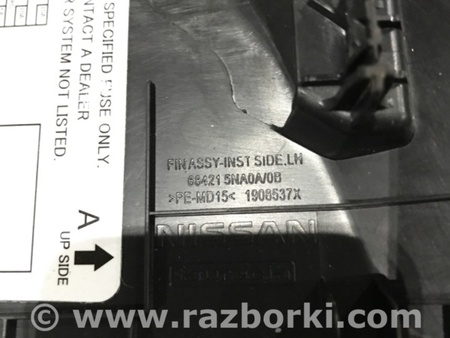 SPECIFIED FUSE ONLY.
CONTACT A DEALER
SYSTEM NOT LISTED.
A
UP SIDE
FIN ASSY-INST SIDE, LH
68421 5NA0A/0B
>PE-MD15< 1908537X
NISSAN
www.razborki.com